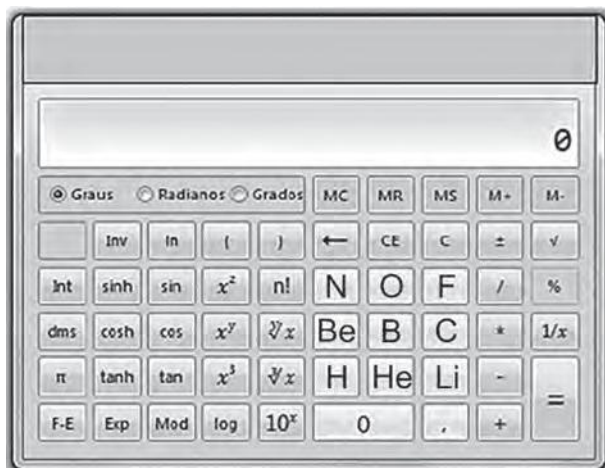 0
Graus Radianos Grados MC MR MS M+ M-
Inv ln ( ) ← CE C ± √
Int sinh sin x² n! N O F / %
dms cosh cos xʸ ʸ√x Be B C * 1/x
π tanh tan x³ ³√x H He Li - =
F-E Exp Mod log 10ˣ 0 , +